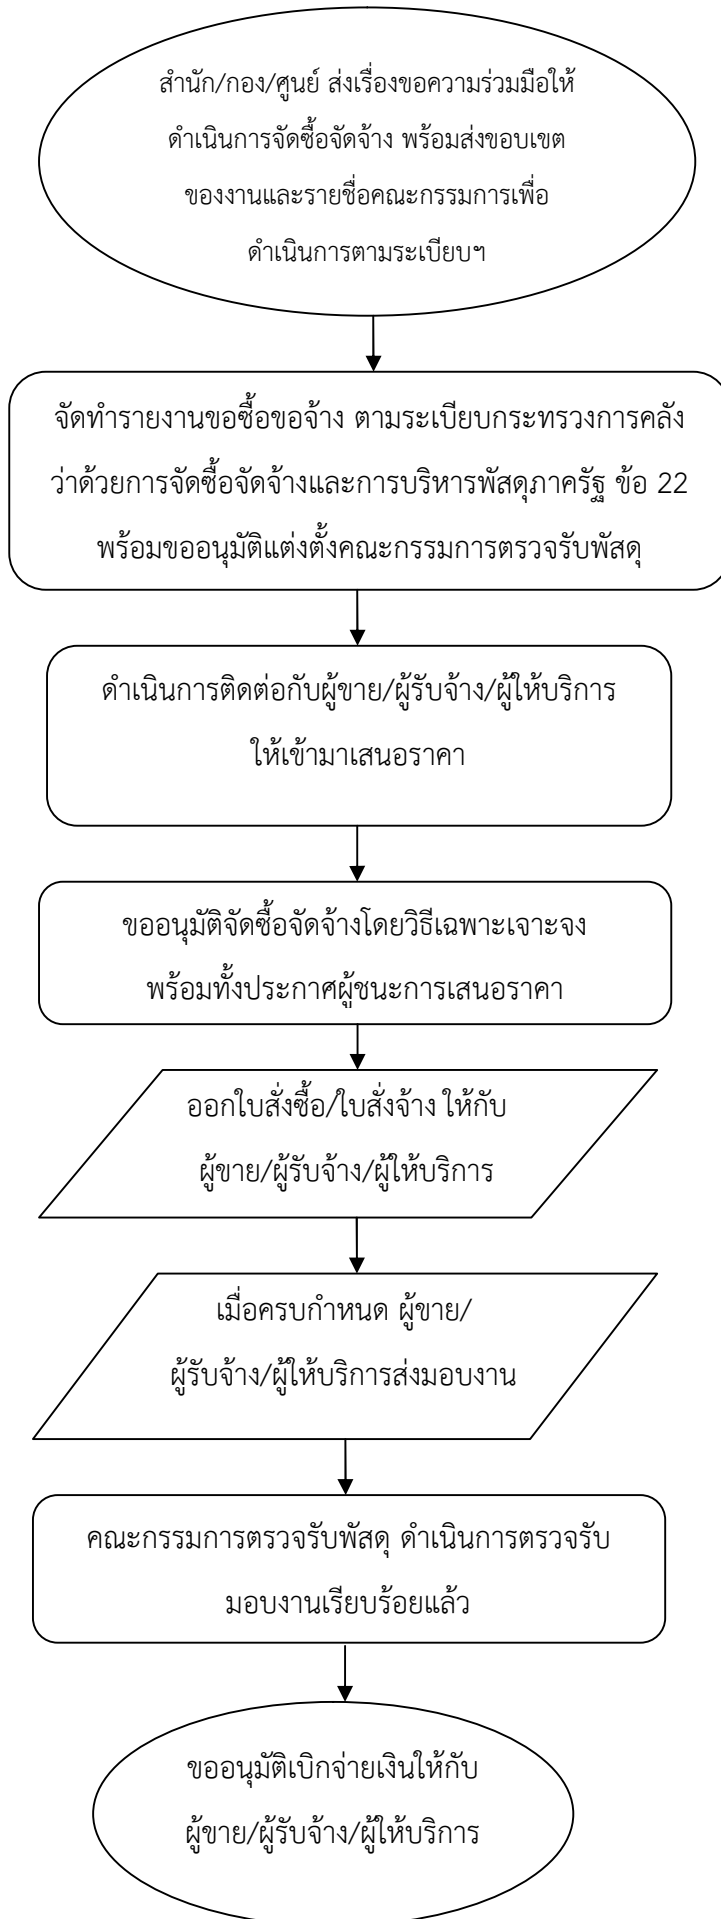 สำนัก/กอง/ศูนย์ ส่งเรื่องขอความร่วมมือให้
ดำเนินการจัดซื้อจัดจ้าง พร้อมส่งขอบเขต
ของงานและรายชื่อคณะกรรมการเพื่อ
ดำเนินการตามระเบียบฯ
จัดทำรายงานขอซื้อขอจ้าง ตามระเบียบกระทรวงการคลัง
ว่าด้วยการจัดซื้อจัดจ้างและการบริหารพัสดุภาครัฐ ข้อ 22
พร้อมขออนุมัติแต่งตั้งคณะกรรมการตรวจรับพัสดุ
ดำเนินการติดต่อกับผู้ขาย/ผู้รับจ้าง/ผู้ให้บริการ
ให้เข้ามาเสนอราคา
ขออนุมัติจัดซื้อจัดจ้างโดยวิธีเฉพาะเจาะจง
พร้อมทั้งประกาศผู้ชนะการเสนอราคา
ออกใบสั่งซื้อ/ใบสั่งจ้าง ให้กับ
ผู้ขาย/ผู้รับจ้าง/ผู้ให้บริการ
เมื่อครบกำหนด ผู้ขาย/
ผู้รับจ้าง/ผู้ให้บริการส่งมอบงาน
คณะกรรมการตรวจรับพัสดุ ดำเนินการตรวจรับ
มอบงานเรียบร้อยแล้ว
ขออนุมัติเบิกจ่ายเงินให้กับ
ผู้ขาย/ผู้รับจ้าง/ผู้ให้บริการ